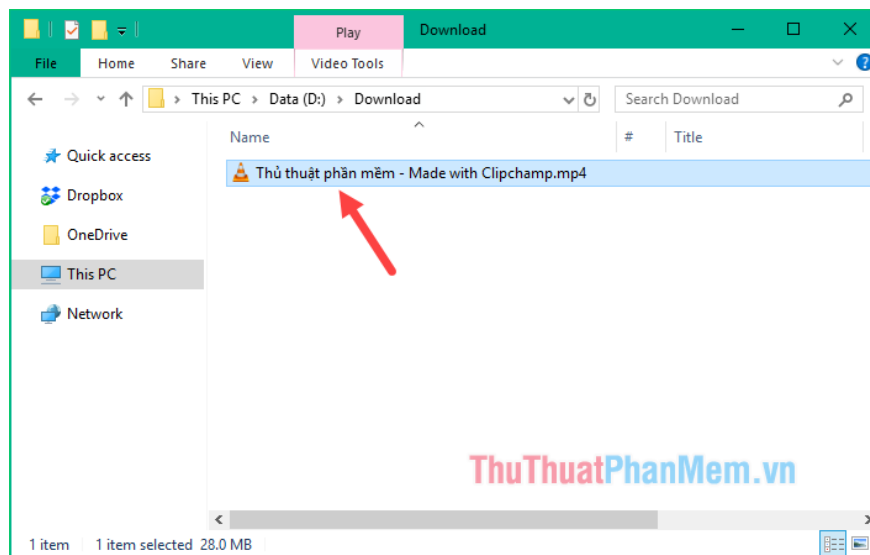 Play Download
File Home Share View Video Tools
This PC > Data (D:) > Download Search Download
Name # Title
Quick access
Thủ thuật phần mềm - Made with Clipchamp.mp4
Dropbox
OneDrive
This PC
Network
ThuThuatPhanMem.vn
1 item 1 item selected 28.0 MB